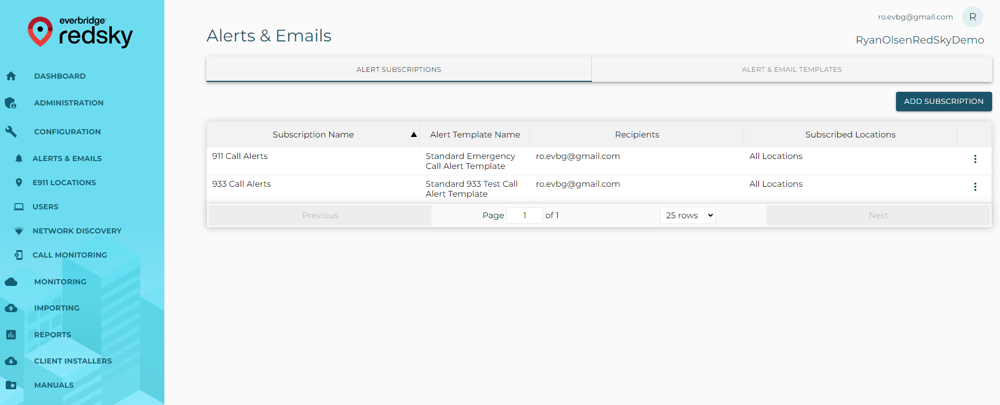 everbridge™
redsky
DASHBOARD
ADMINISTRATION
CONFIGURATION
ALERTS & EMAILS
E911 LOCATIONS
USERS
NETWORK DISCOVERY
CALL MONITORING
MONITORING
IMPORTING
REPORTS
CLIENT INSTALLERS
MANUALS
ro.evbg@gmail.com R
RyanOlsenRedSkyDemo
Alerts & Emails
ALERT SUBSCRIPTIONS ALERT & EMAIL TEMPLATES
ADD SUBSCRIPTION
Subscription Name ▲ Alert Template Name Recipients Subscribed Locations
911 Call Alerts Standard Emergency ro.evbg@gmail.com All Locations
Call Alert Template
933 Call Alerts Standard 933 Test Call ro.evbg@gmail.com All Locations
Alert Template
Previous Page 1 of 1 25 rows Next